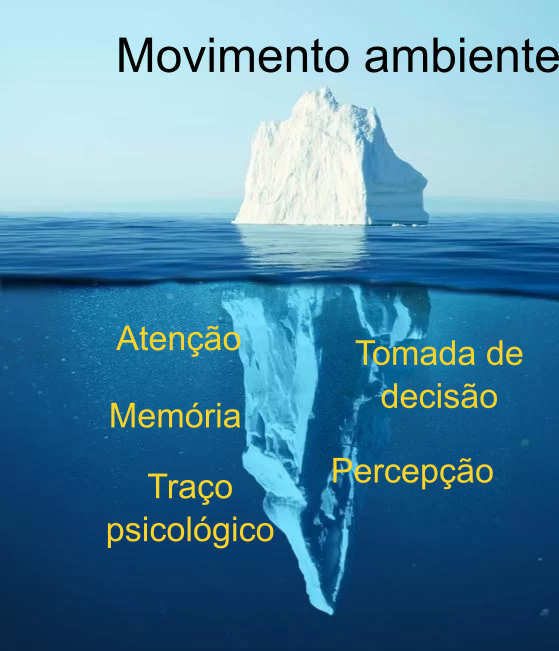 Movimento ambiente
Atenção
Tomada de
decisão
Memória
Percepção
Traço
psicológico